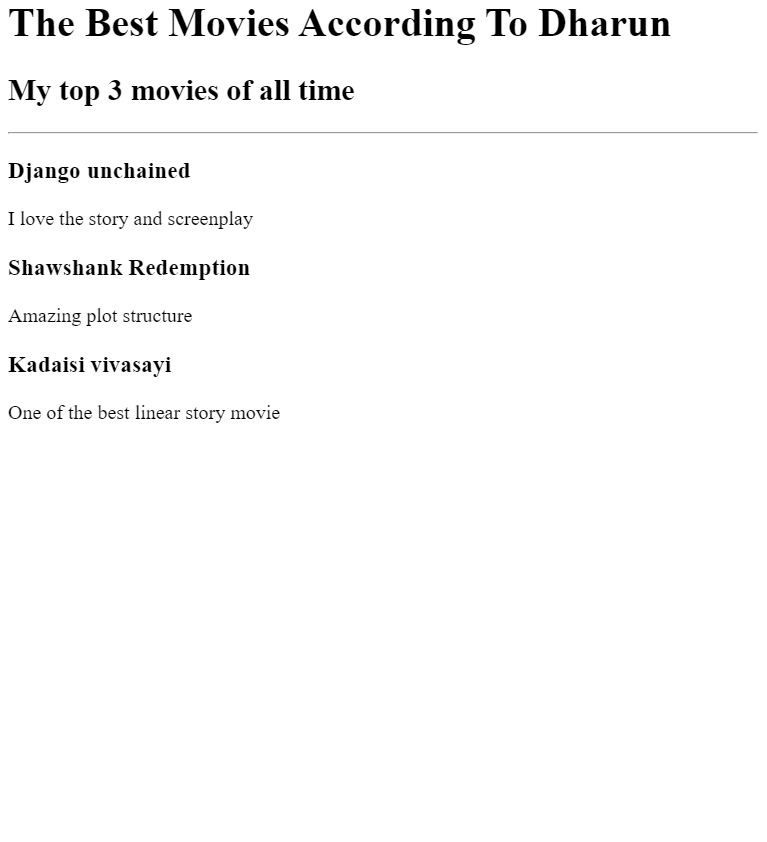 The Best Movies According To Dharun
My top 3 movies of all time
Django unchained
I love the story and screenplay
Shawshank Redemption
Amazing plot structure
Kadaisi vivasayi
One of the best linear story movie